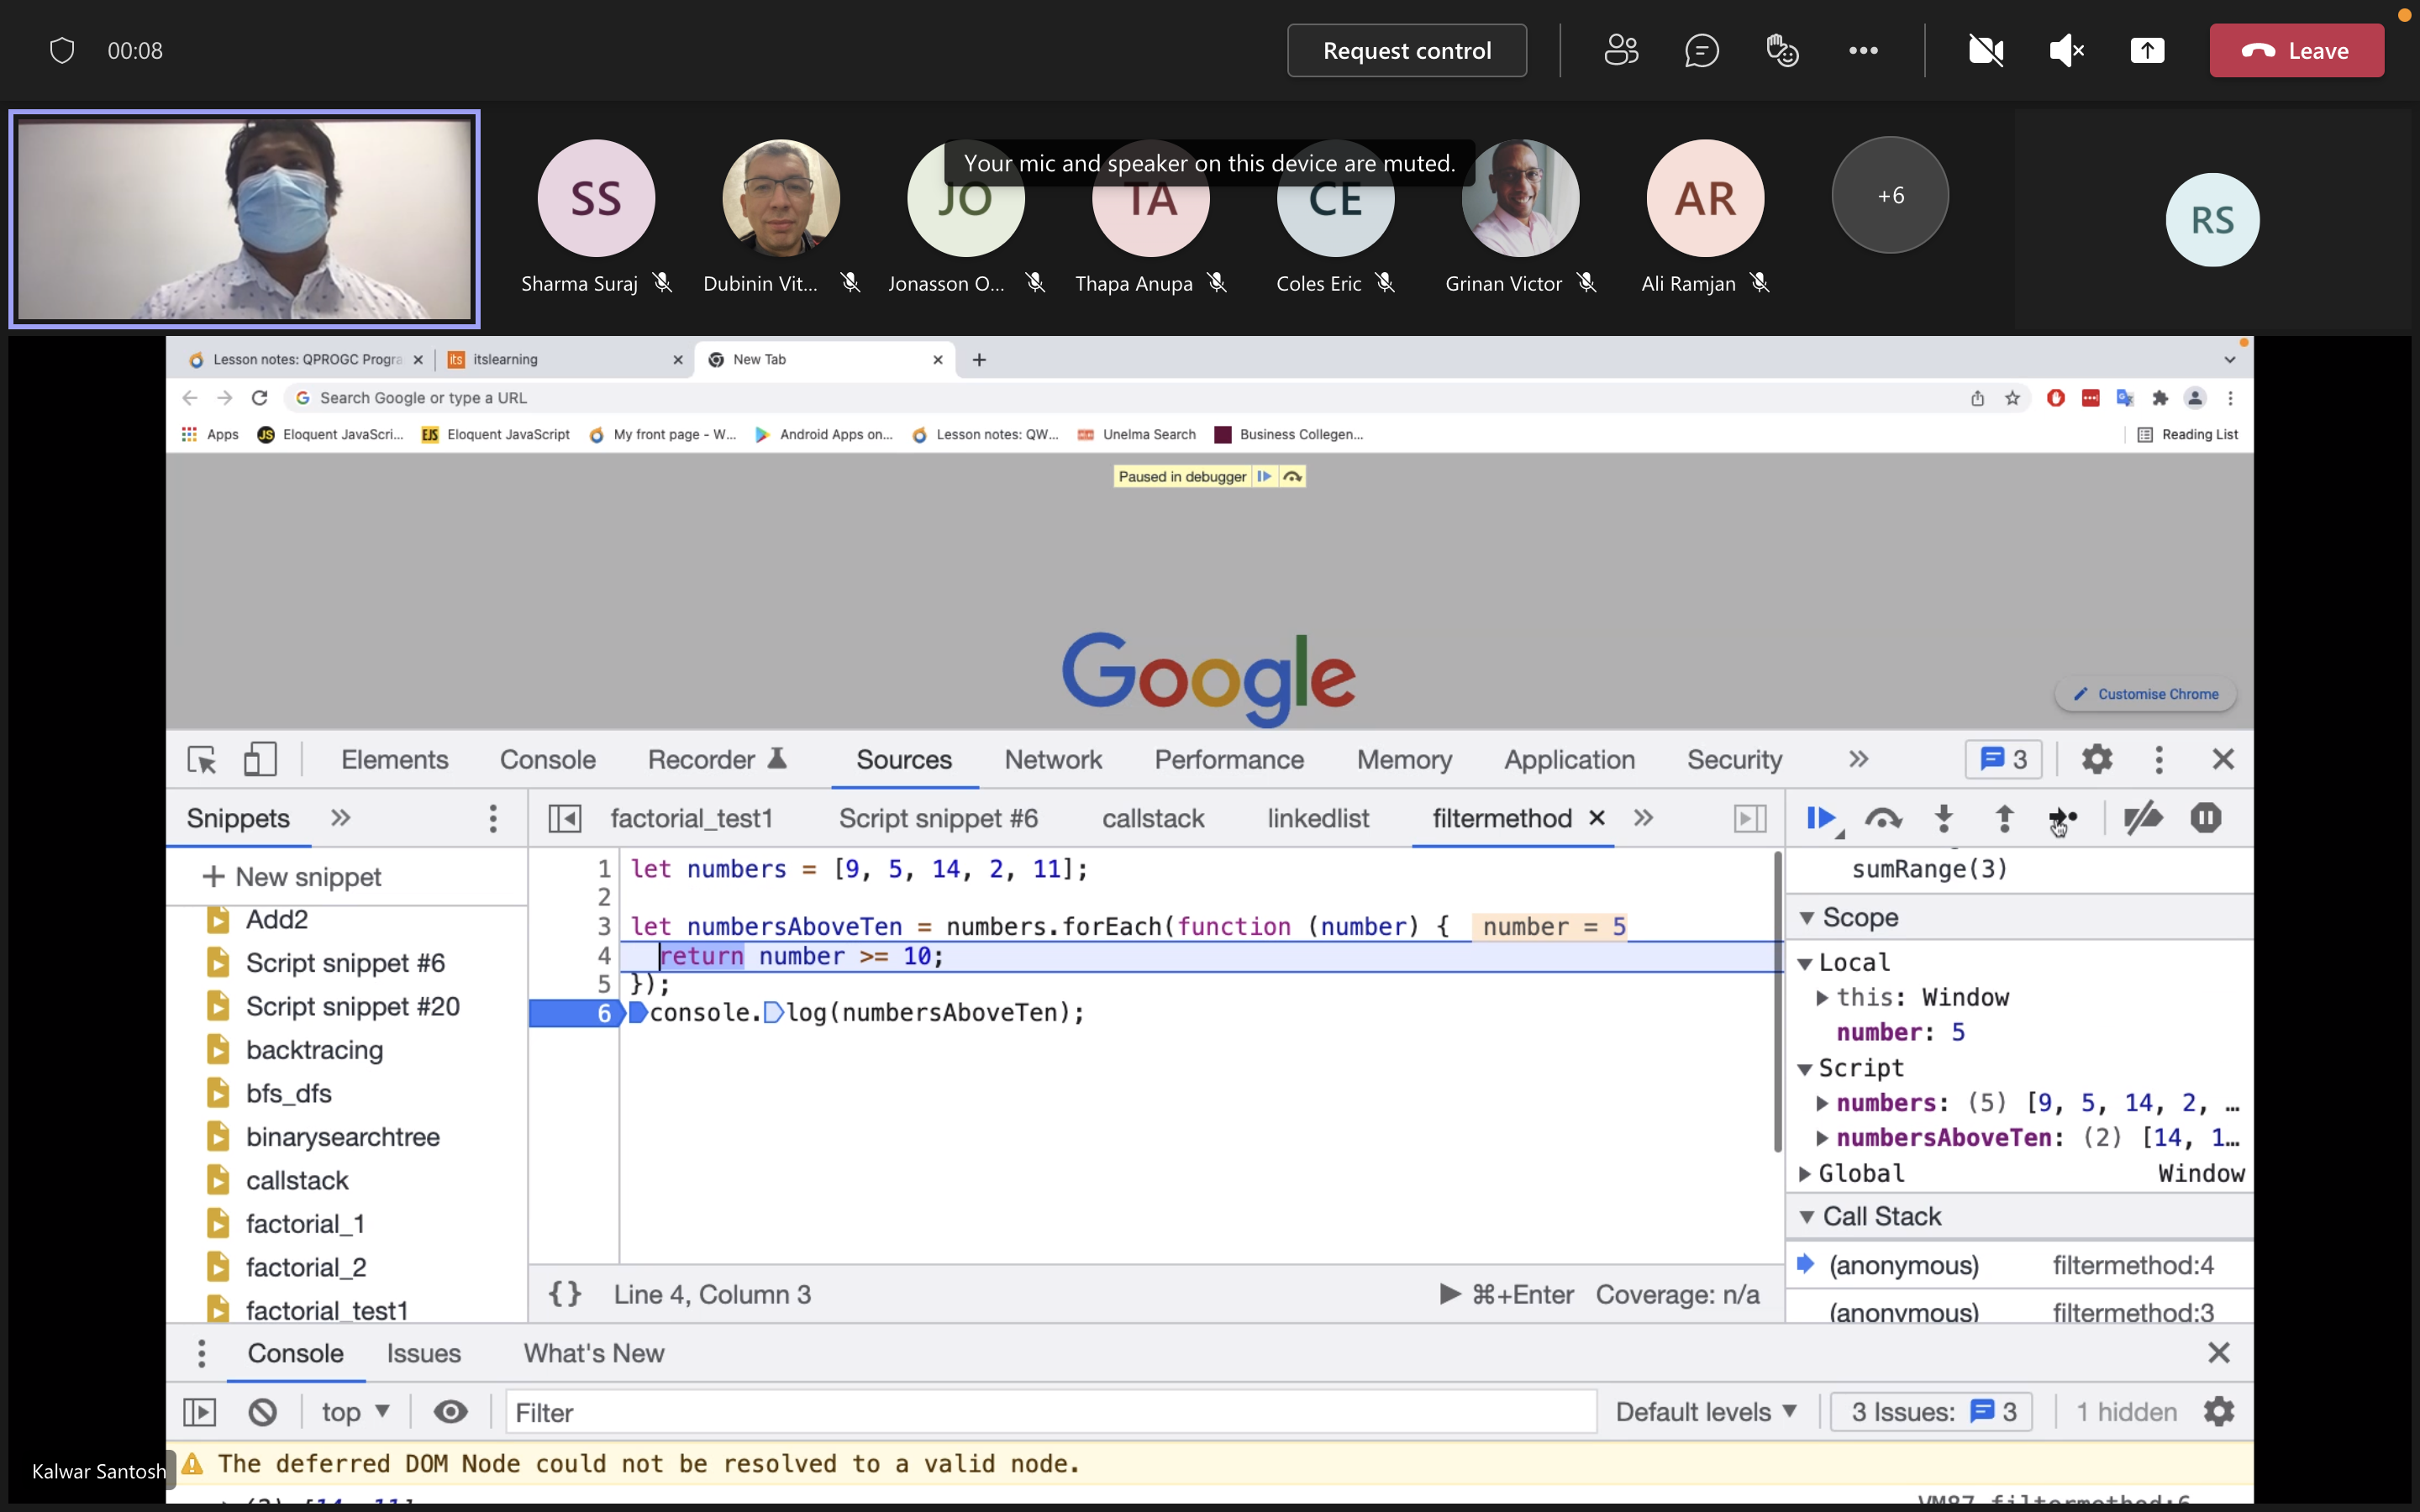 00:08
Request control
Leave
Your mic and speaker on this device are muted.
SS
JO
TA
CE
AR
+6
RS
Sharma Suraj
Dubinin Vit...
Jonasson O...
Thapa Anupa
Coles Eric
Grinan Victor
Ali Ramjan
Lesson notes: QPROGC Progra
its
itslearning
New Tab
Search Google or type a URL
Apps
JS
Eloquent JavaScri...
EJS
Eloquent JavaScript
My front page - W...
Android Apps on...
Lesson notes: QW...
Unelma Search
Business Collegen...
Reading List
Paused in debugger
Google
Customise Chrome
Elements
Console
Recorder
Sources
Network
Performance
Memory
Application
Security
3
Snippets
factorial_test1
Script snippet #6
callstack
linkedlist
filtermethod
+ New snippet
Add2
Script snippet #6
Script snippet #20
backtracing
bfs_dfs
binarysearchtree
callstack
factorial_1
factorial_2
factorial_test1
1 let numbers = [9, 5, 14, 2, 11];
2
3 let numbersAboveTen = numbers.forEach(function (number) { number = 5
4 return number >= 10;
5 });
6 console.log(numbersAboveTen);
{} Line 4, Column 3
⌘+Enter
Coverage: n/a
sumRange(3)
Scope
Local
this: Window
number: 5
Script
numbers: (5) [9, 5, 14, 2, …
numbersAboveTen: (2) [14, 1…
Global Window
Call Stack
(anonymous) filtermethod:4
(anonymous) filtermethod:3
Console
Issues
What's New
top
Filter
Default levels
3 Issues: 3
1 hidden
Kalwar Santosh
The deferred DOM Node could not be resolved to a valid node.
(2) [14, 11]
VM87 filtermethod:6